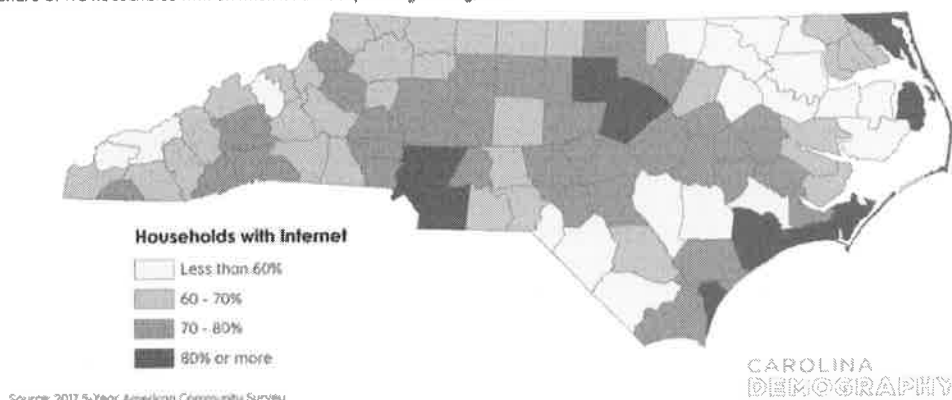 Households with Internet
Less than 60%
60 - 70%
70 - 80%
80% or more
CAROLINA
DEMOGRAPHY
Source: 2017 5-Year American Community Survey